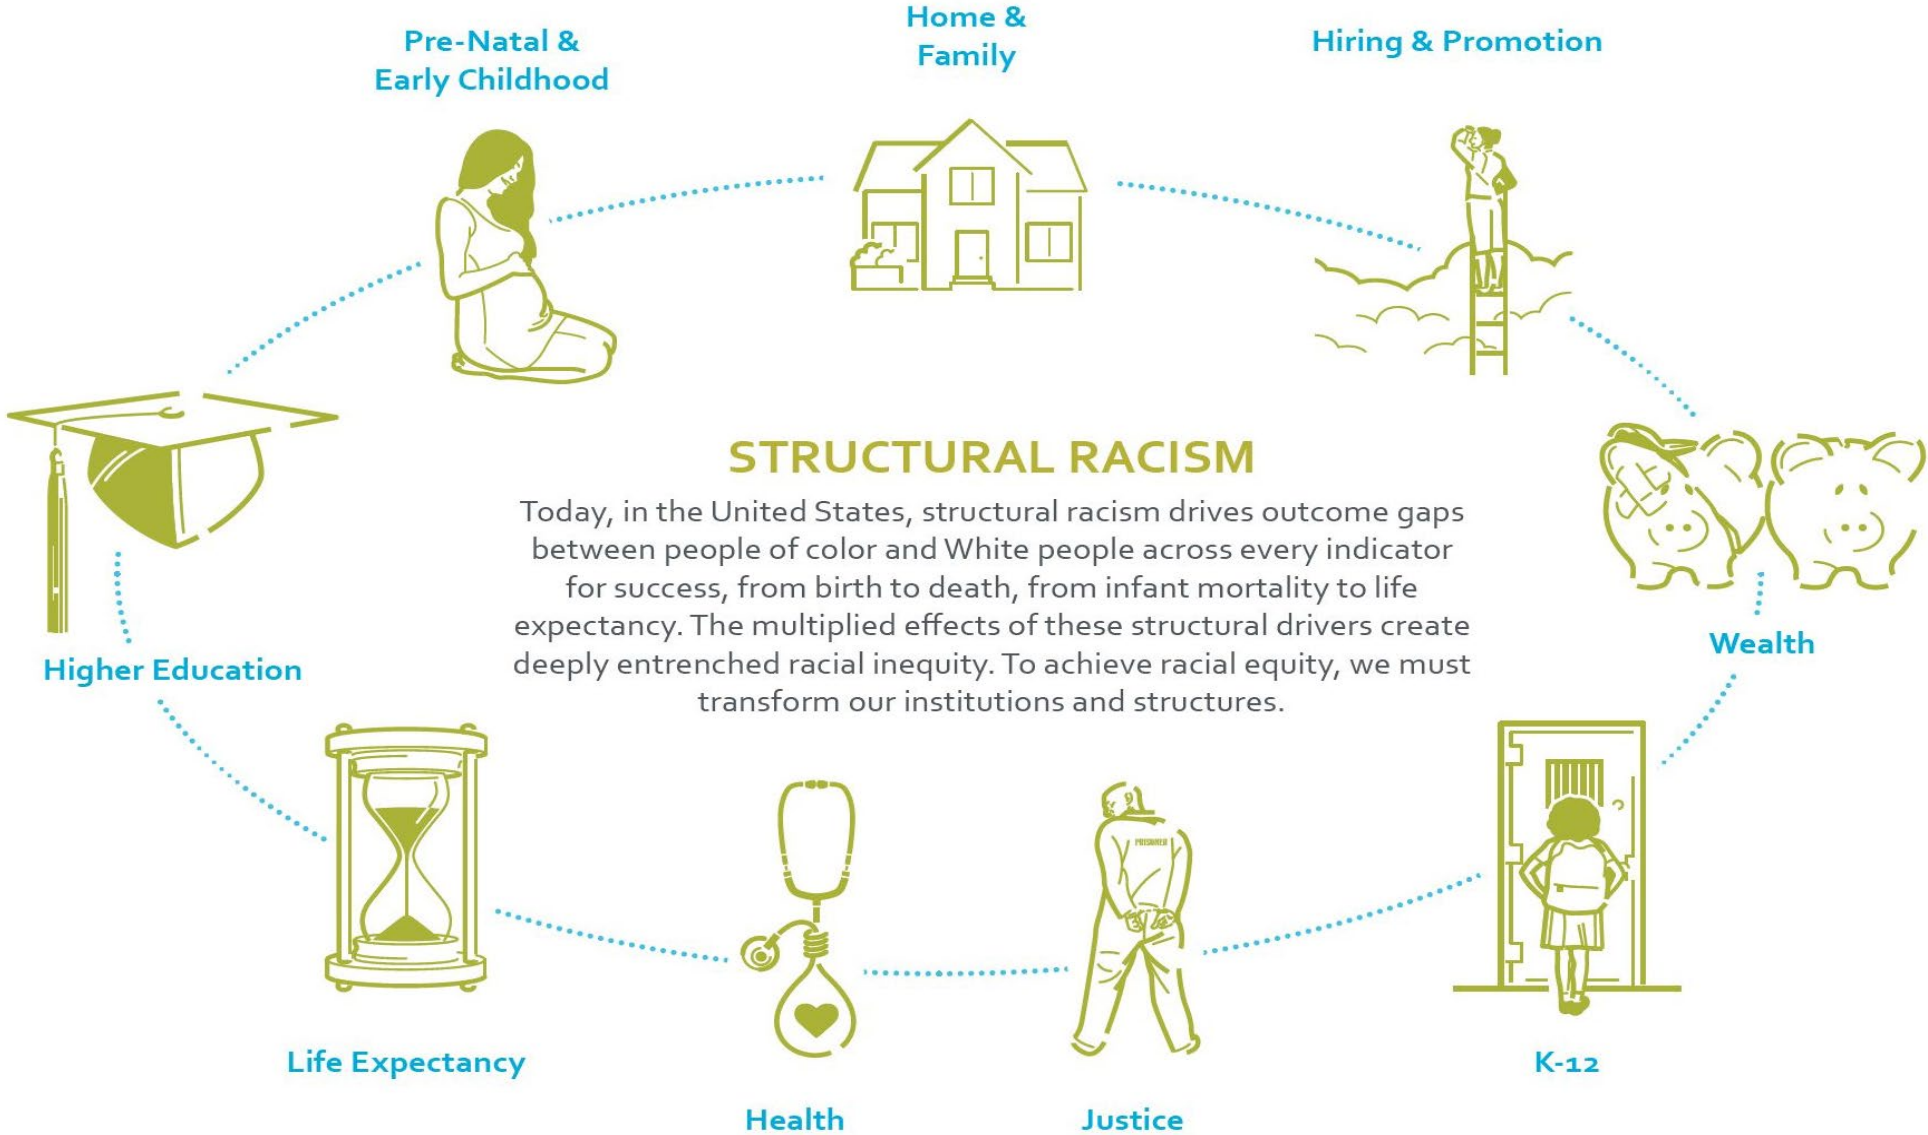 Home &
Family
Pre-Natal &
Early Childhood
Hiring & Promotion
STRUCTURAL RACISM
Today, in the United States, structural racism drives outcome gaps
between people of color and White people across every indicator
for success, from birth to death, from infant mortality to life
expectancy. The multiplied effects of these structural drivers create
deeply entrenched racial inequity. To achieve racial equity, we must
transform our institutions and structures.
Wealth
Higher Education
PRISONER
Life Expectancy
K-12
Health
Justice